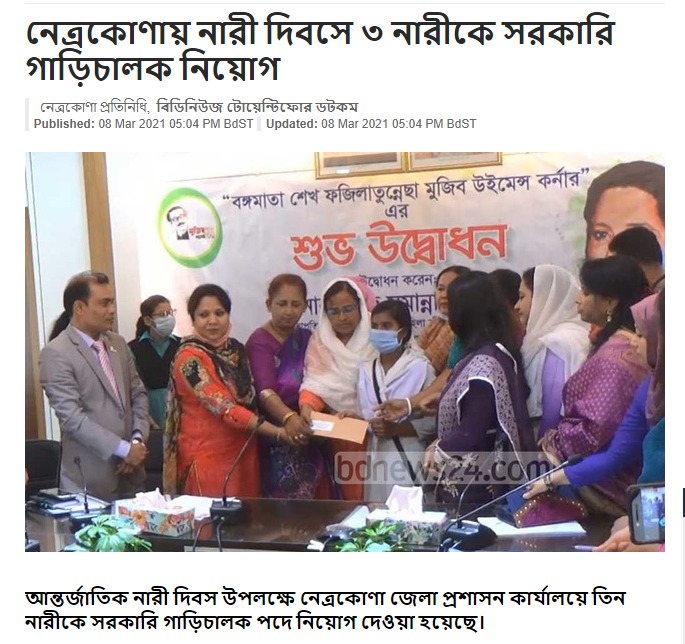 নেত্রকোণায় নারী দিবসে ৩ নারীকে সরকারি
গাড়িচালক নিয়োগ
নেত্রকোণা প্রতিনিধি, বিডিনিউজ টোয়েন্টিফোর ডটকম
Published: 08 Mar 2021 05:04 PM BdST Updated: 08 Mar 2021 05:04 PM BdST
“বঙ্গমাতা শেখ ফজিলাতুন্নেছা মুজিব উইমেন্স কর্নার”
এর
শুভ উদ্বোধন
উদ্বোধন করেন
bdnews24.com
আন্তর্জাতিক নারী দিবস উপলক্ষে নেত্রকোণা জেলা প্রশাসন কার্যালয়ে তিন
নারীকে সরকারি গাড়িচালক পদে নিয়োগ দেওয়া হয়েছে।